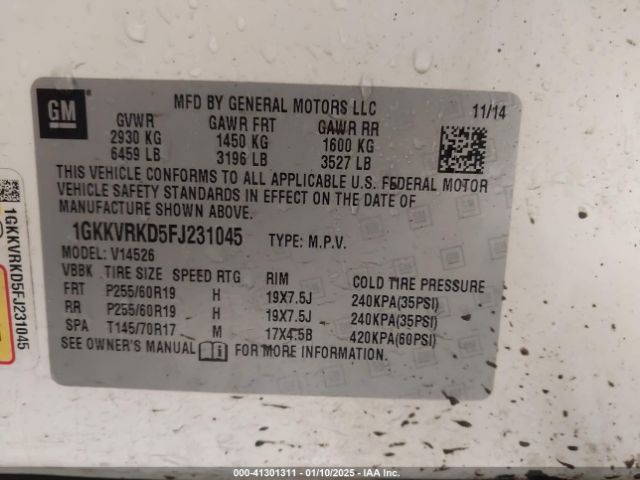 GM
MFD BY GENERAL MOTORS LLC 11/14
GVWR GAWR FRT GAWR RR
2930 KG 1450 KG 1600 KG
6459 LB 3196 LB 3527 LB
THIS VEHICLE CONFORMS TO ALL APPLICABLE U.S. FEDERAL MOTOR
VEHICLE SAFETY STANDARDS IN EFFECT ON THE DATE OF
MANUFACTURE SHOWN ABOVE.
1GKKVRKD5FJ231045 TYPE: M.P.V.
MODEL: V14526
VBBK TIRE SIZE SPEED RTG RIM COLD TIRE PRESSURE
FRT P255/60R19 H 19X7.5J 240KPA(35PSI)
RR P255/60R19 H 19X7.5J 240KPA(35PSI)
SPA T145/70R17 M 17X4.5B 420KPA(60PSI)
SEE OWNER'S MANUAL FOR MORE INFORMATION.
1GKKVRKD5FJ231045
000-41301311 - 01/10/2025 - IAA Inc.